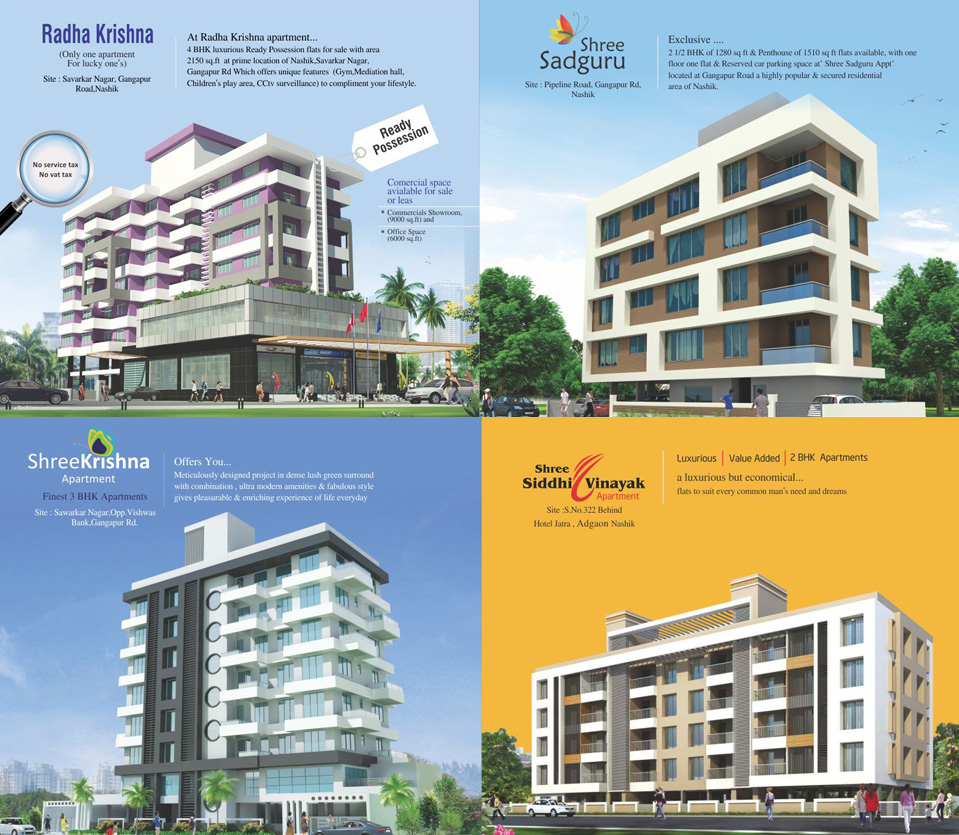 Radha Krishna
(Only one apartment
For lucky one's)
Site : Savarkar Nagar, Gangapur
Road,Nashik
At Radha Krishna apartment...
4 BHK luxurious Ready Possession flats for sale with area
2150 sq.ft at prime location of Nashik,Savarkar Nagar,
Gangapur Rd Which offers unique features (Gym,Mediation hall,
Children's play area, CCtv surveillance) to compliment your lifestyle.
Ready
Possession
No service tax
No vat tax
Comercial space
avialable for sale
or leas
* Commercials Showroom,
(9000 sq.ft) and
* Office Space
(6000 sq.ft)
Shree
Sadguru
Site : Pipeline Road, Gangapur Rd,
Nashik
Exclusive ....
2 1/2 BHK of 1280 sq ft & Penthouse of 1510 sq ft flats available, with one
floor one flat & Reserved car parking space at' Shree Sadguru Appt'
located at Gangapur Road a highly popular & secured residential
area of Nashik.
ShreeKrishna
Apartment
Finest 3 BHK Apartments
Site : Sawarkar Nagar,Opp.Vishwas
Bank,Gangapur Rd.
Offers You...
Meticulously designed project in dense lush green surround
with combination , ultra modern amenities & fabulous style
gives pleasurable & enriching experience of life everyday
Shree
Siddhi Vinayak
Apartment
Site :S.No.322 Behind
Hotel Jatra , Adgaon Nashik
Luxurious | Value Added | 2 BHK Apartments
a luxurious but economical...
flats to suit every common man's need and dreams